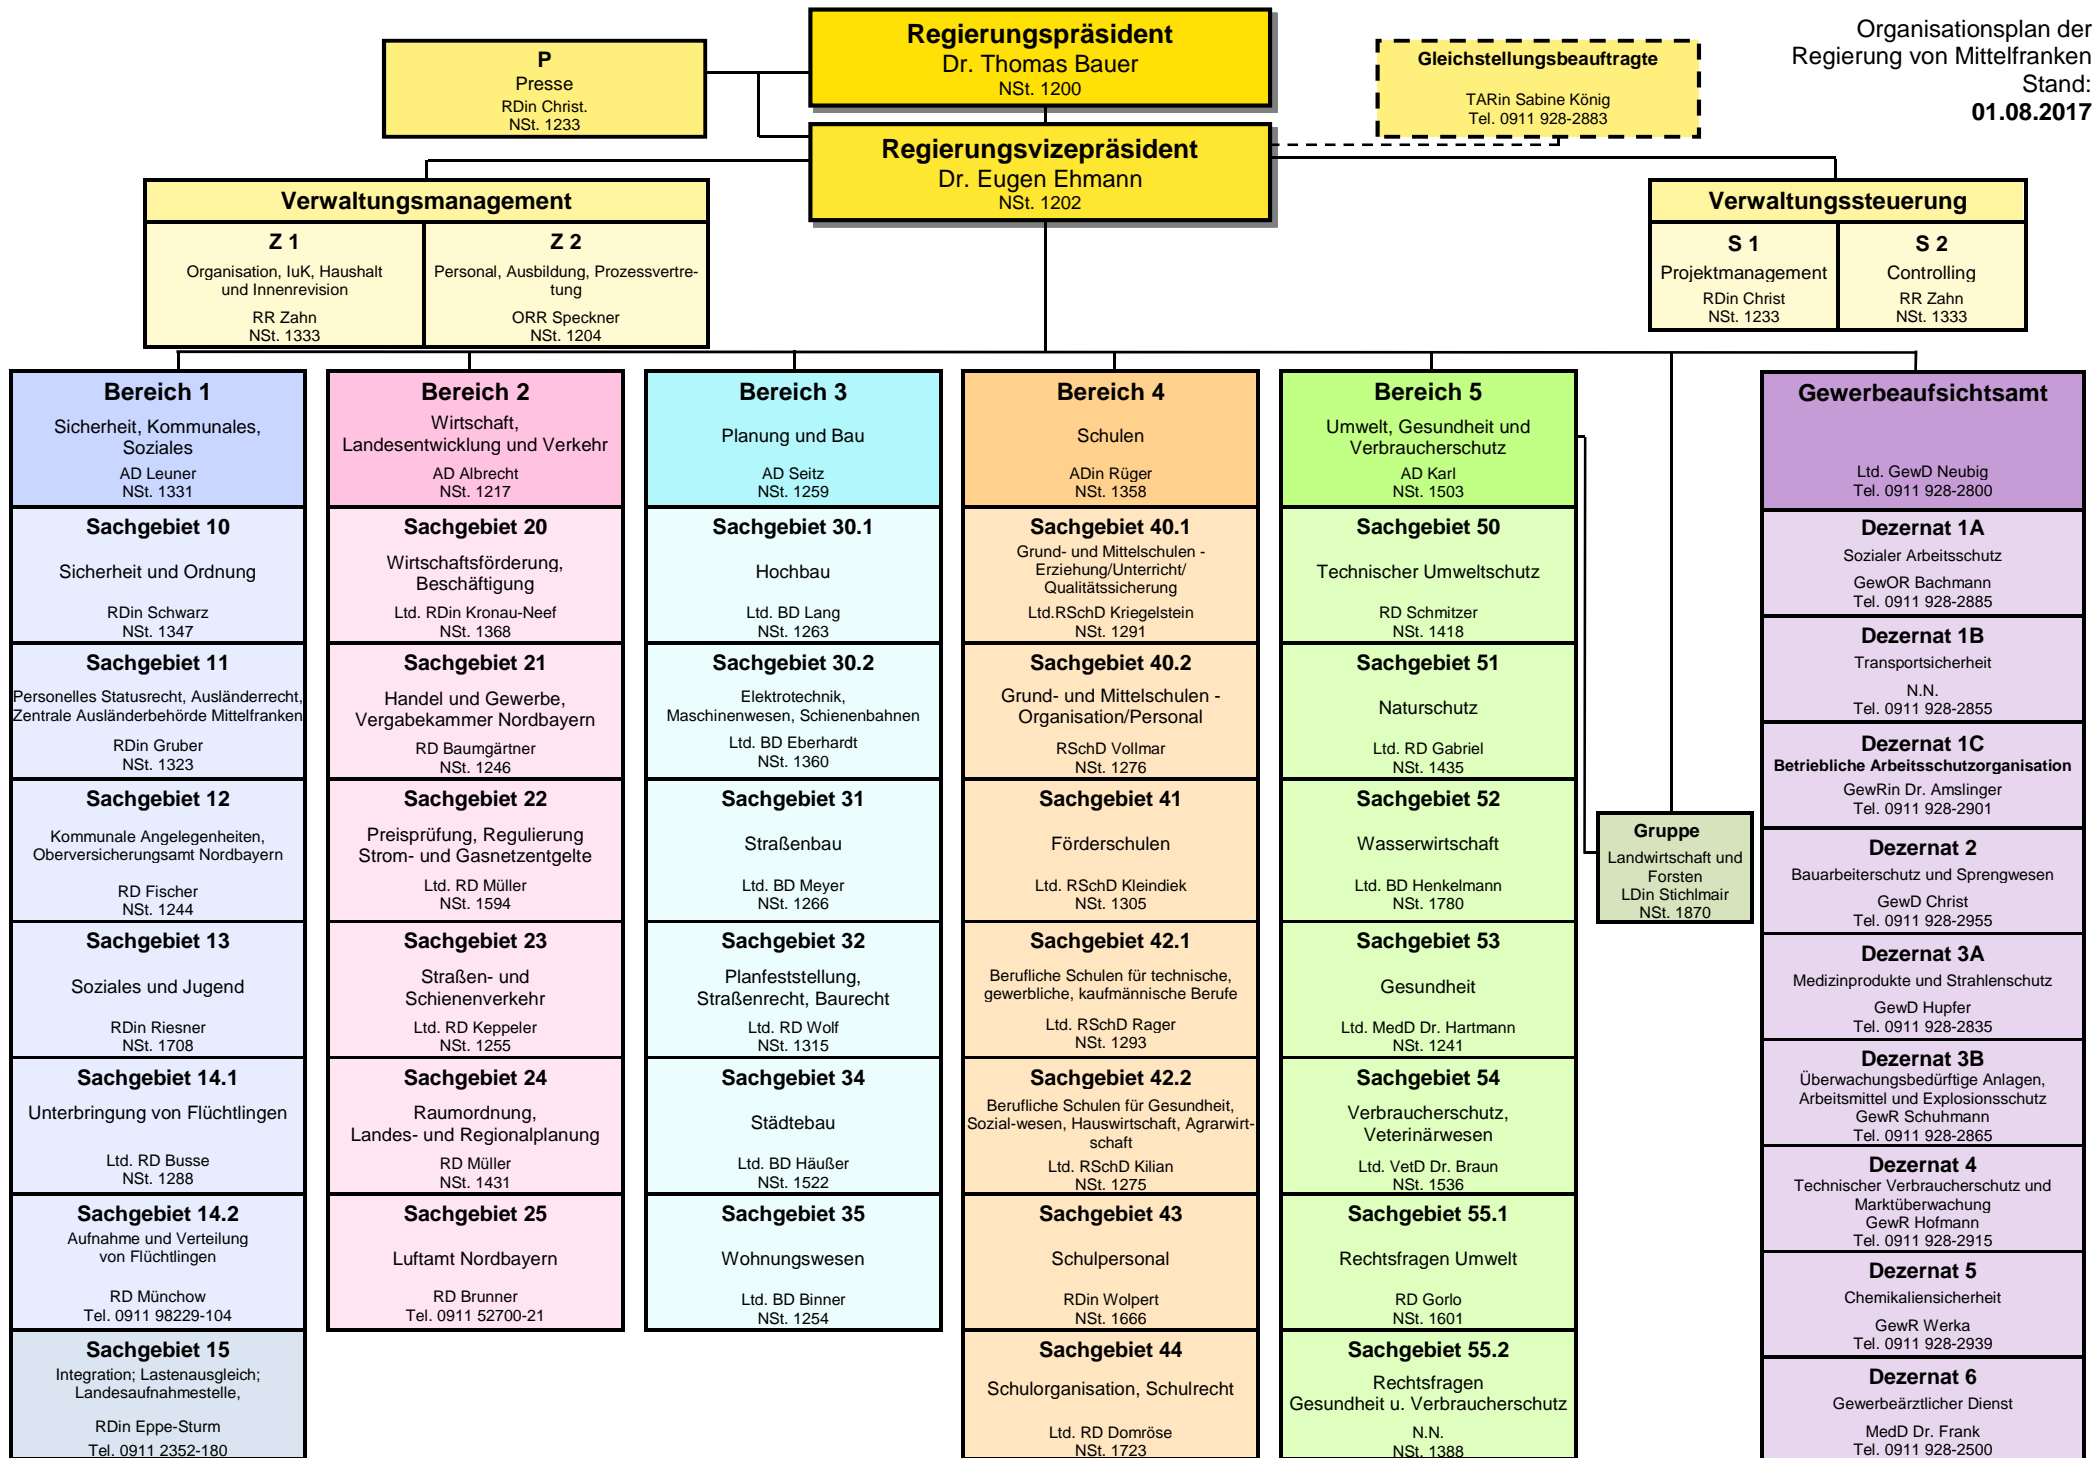 Organisationsplan der
Regierung von Mittelfranken
Stand:
01.08.2017
Regierungspräsident
Dr. Thomas Bauer
NSt. 1200
P
Presse
RDin Christ.
NSt. 1233
Gleichstellungsbeauftragte
TARin Sabine König
Tel. 0911 928-2883
Regierungsvizepräsident
Dr. Eugen Ehmann
NSt. 1202
Verwaltungsmanagement
Z 1
Organisation, IuK, Haushalt
und Innenrevision
RR Zahn
NSt. 1333
Z 2
Personal, Ausbildung, Prozessvertre-
tung
ORR Speckner
NSt. 1204
Verwaltungssteuerung
S 1
Projektmanagement
RDin Christ
NSt. 1233
S 2
Controlling
RR Zahn
NSt. 1333
Bereich 1
Sicherheit, Kommunales,
Soziales
AD Leuner
NSt. 1331
Sachgebiet 10
Sicherheit und Ordnung
RDin Schwarz
NSt. 1347
Sachgebiet 11
Personelles Statusrecht, Ausländerrecht,
Zentrale Ausländerbehörde Mittelfranken
RDin Gruber
NSt. 1323
Sachgebiet 12
Kommunale Angelegenheiten,
Oberversicherungsamt Nordbayern
RD Fischer
NSt. 1244
Sachgebiet 13
Soziales und Jugend
RDin Riesner
NSt. 1708
Sachgebiet 14.1
Unterbringung von Flüchtlingen
Ltd. RD Busse
NSt. 1288
Sachgebiet 14.2
Aufnahme und Verteilung
von Flüchtlingen
RD Münchow
Tel. 0911 98229-104
Sachgebiet 15
Integration; Lastenausgleich;
Landesaufnahmestelle,
RDin Eppe-Sturm
Tel. 0911 2352-180
Bereich 2
Wirtschaft,
Landesentwicklung und Verkehr
AD Albrecht
NSt. 1217
Sachgebiet 20
Wirtschaftsförderung,
Beschäftigung
Ltd. RDin Kronau-Neef
NSt. 1368
Sachgebiet 21
Handel und Gewerbe,
Vergabekammer Nordbayern
RD Baumgärtner
NSt. 1246
Sachgebiet 22
Preisprüfung, Regulierung
Strom- und Gasnetzentgelte
Ltd. RD Müller
NSt. 1594
Sachgebiet 23
Straßen- und
Schienenverkehr
Ltd. RD Keppeler
NSt. 1255
Sachgebiet 24
Raumordnung,
Landes- und Regionalplanung
RD Müller
NSt. 1431
Sachgebiet 25
Luftamt Nordbayern
RD Brunner
Tel. 0911 52700-21
Bereich 3
Planung und Bau
AD Seitz
NSt. 1259
Sachgebiet 30.1
Hochbau
Ltd. BD Lang
NSt. 1263
Sachgebiet 30.2
Elektrotechnik,
Maschinenwesen, Schienenbahnen
Ltd. BD Eberhardt
NSt. 1360
Sachgebiet 31
Straßenbau
Ltd. BD Meyer
NSt. 1266
Sachgebiet 32
Planfeststellung,
Straßenrecht, Baurecht
Ltd. RD Wolf
NSt. 1315
Sachgebiet 34
Städtebau
Ltd. BD Häußer
NSt. 1522
Sachgebiet 35
Wohnungswesen
Ltd. BD Binner
NSt. 1254
Bereich 4
Schulen
ADin Rüger
NSt. 1358
Sachgebiet 40.1
Grund- und Mittelschulen -
Erziehung/Unterricht/
Qualitätssicherung
Ltd.RSchD Kriegelstein
NSt. 1291
Sachgebiet 40.2
Grund- und Mittelschulen -
Organisation/Personal
RSchD Vollmar
NSt. 1276
Sachgebiet 41
Förderschulen
Ltd. RSchD Kleindiek
NSt. 1305
Sachgebiet 42.1
Berufliche Schulen für technische,
gewerbliche, kaufmännische Berufe
Ltd. RSchD Rager
NSt. 1293
Sachgebiet 42.2
Berufliche Schulen für Gesundheit,
Sozial-wesen, Hauswirtschaft, Agrarwirt-
schaft
Ltd. RSchD Kilian
NSt. 1275
Sachgebiet 43
Schulpersonal
RDin Wolpert
NSt. 1666
Sachgebiet 44
Schulorganisation, Schulrecht
Ltd. RD Domröse
NSt. 1723
Bereich 5
Umwelt, Gesundheit und
Verbraucherschutz
AD Karl
NSt. 1503
Sachgebiet 50
Technischer Umweltschutz
RD Schmitzer
NSt. 1418
Sachgebiet 51
Naturschutz
Ltd. RD Gabriel
NSt. 1435
Sachgebiet 52
Wasserwirtschaft
Ltd. BD Henkelmann
NSt. 1780
Sachgebiet 53
Gesundheit
Ltd. MedD Dr. Hartmann
NSt. 1241
Sachgebiet 54
Verbraucherschutz,
Veterinärwesen
Ltd. VetD Dr. Braun
NSt. 1536
Sachgebiet 55.1
Rechtsfragen Umwelt
RD Gorlo
NSt. 1601
Sachgebiet 55.2
Rechtsfragen
Gesundheit u. Verbraucherschutz
N.N.
NSt. 1388
Gruppe
Landwirtschaft und
Forsten
LDin Stichlmair
NSt. 1870
Gewerbeaufsichtsamt
Ltd. GewD Neubig
Tel. 0911 928-2800
Dezernat 1A
Sozialer Arbeitsschutz
GewOR Bachmann
Tel. 0911 928-2885
Dezernat 1B
Transportsicherheit
N.N.
Tel. 0911 928-2855
Dezernat 1C
Betriebliche Arbeitsschutzorganisation
GewRin Dr. Amslinger
Tel. 0911 928-2901
Dezernat 2
Bauarbeiterschutz und Sprengwesen
GewD Christ
Tel. 0911 928-2955
Dezernat 3A
Medizinprodukte und Strahlenschutz
GewD Hupfer
Tel. 0911 928-2835
Dezernat 3B
Überwachungsbedürftige Anlagen,
Arbeitsmittel und Explosionsschutz
GewR Schuhmann
Tel. 0911 928-2865
Dezernat 4
Technischer Verbraucherschutz und
Marktüberwachung
GewR Hofmann
Tel. 0911 928-2915
Dezernat 5
Chemikaliensicherheit
GewR Werka
Tel. 0911 928-2939
Dezernat 6
Gewerbeärztlicher Dienst
MedD Dr. Frank
Tel. 0911 928-2500